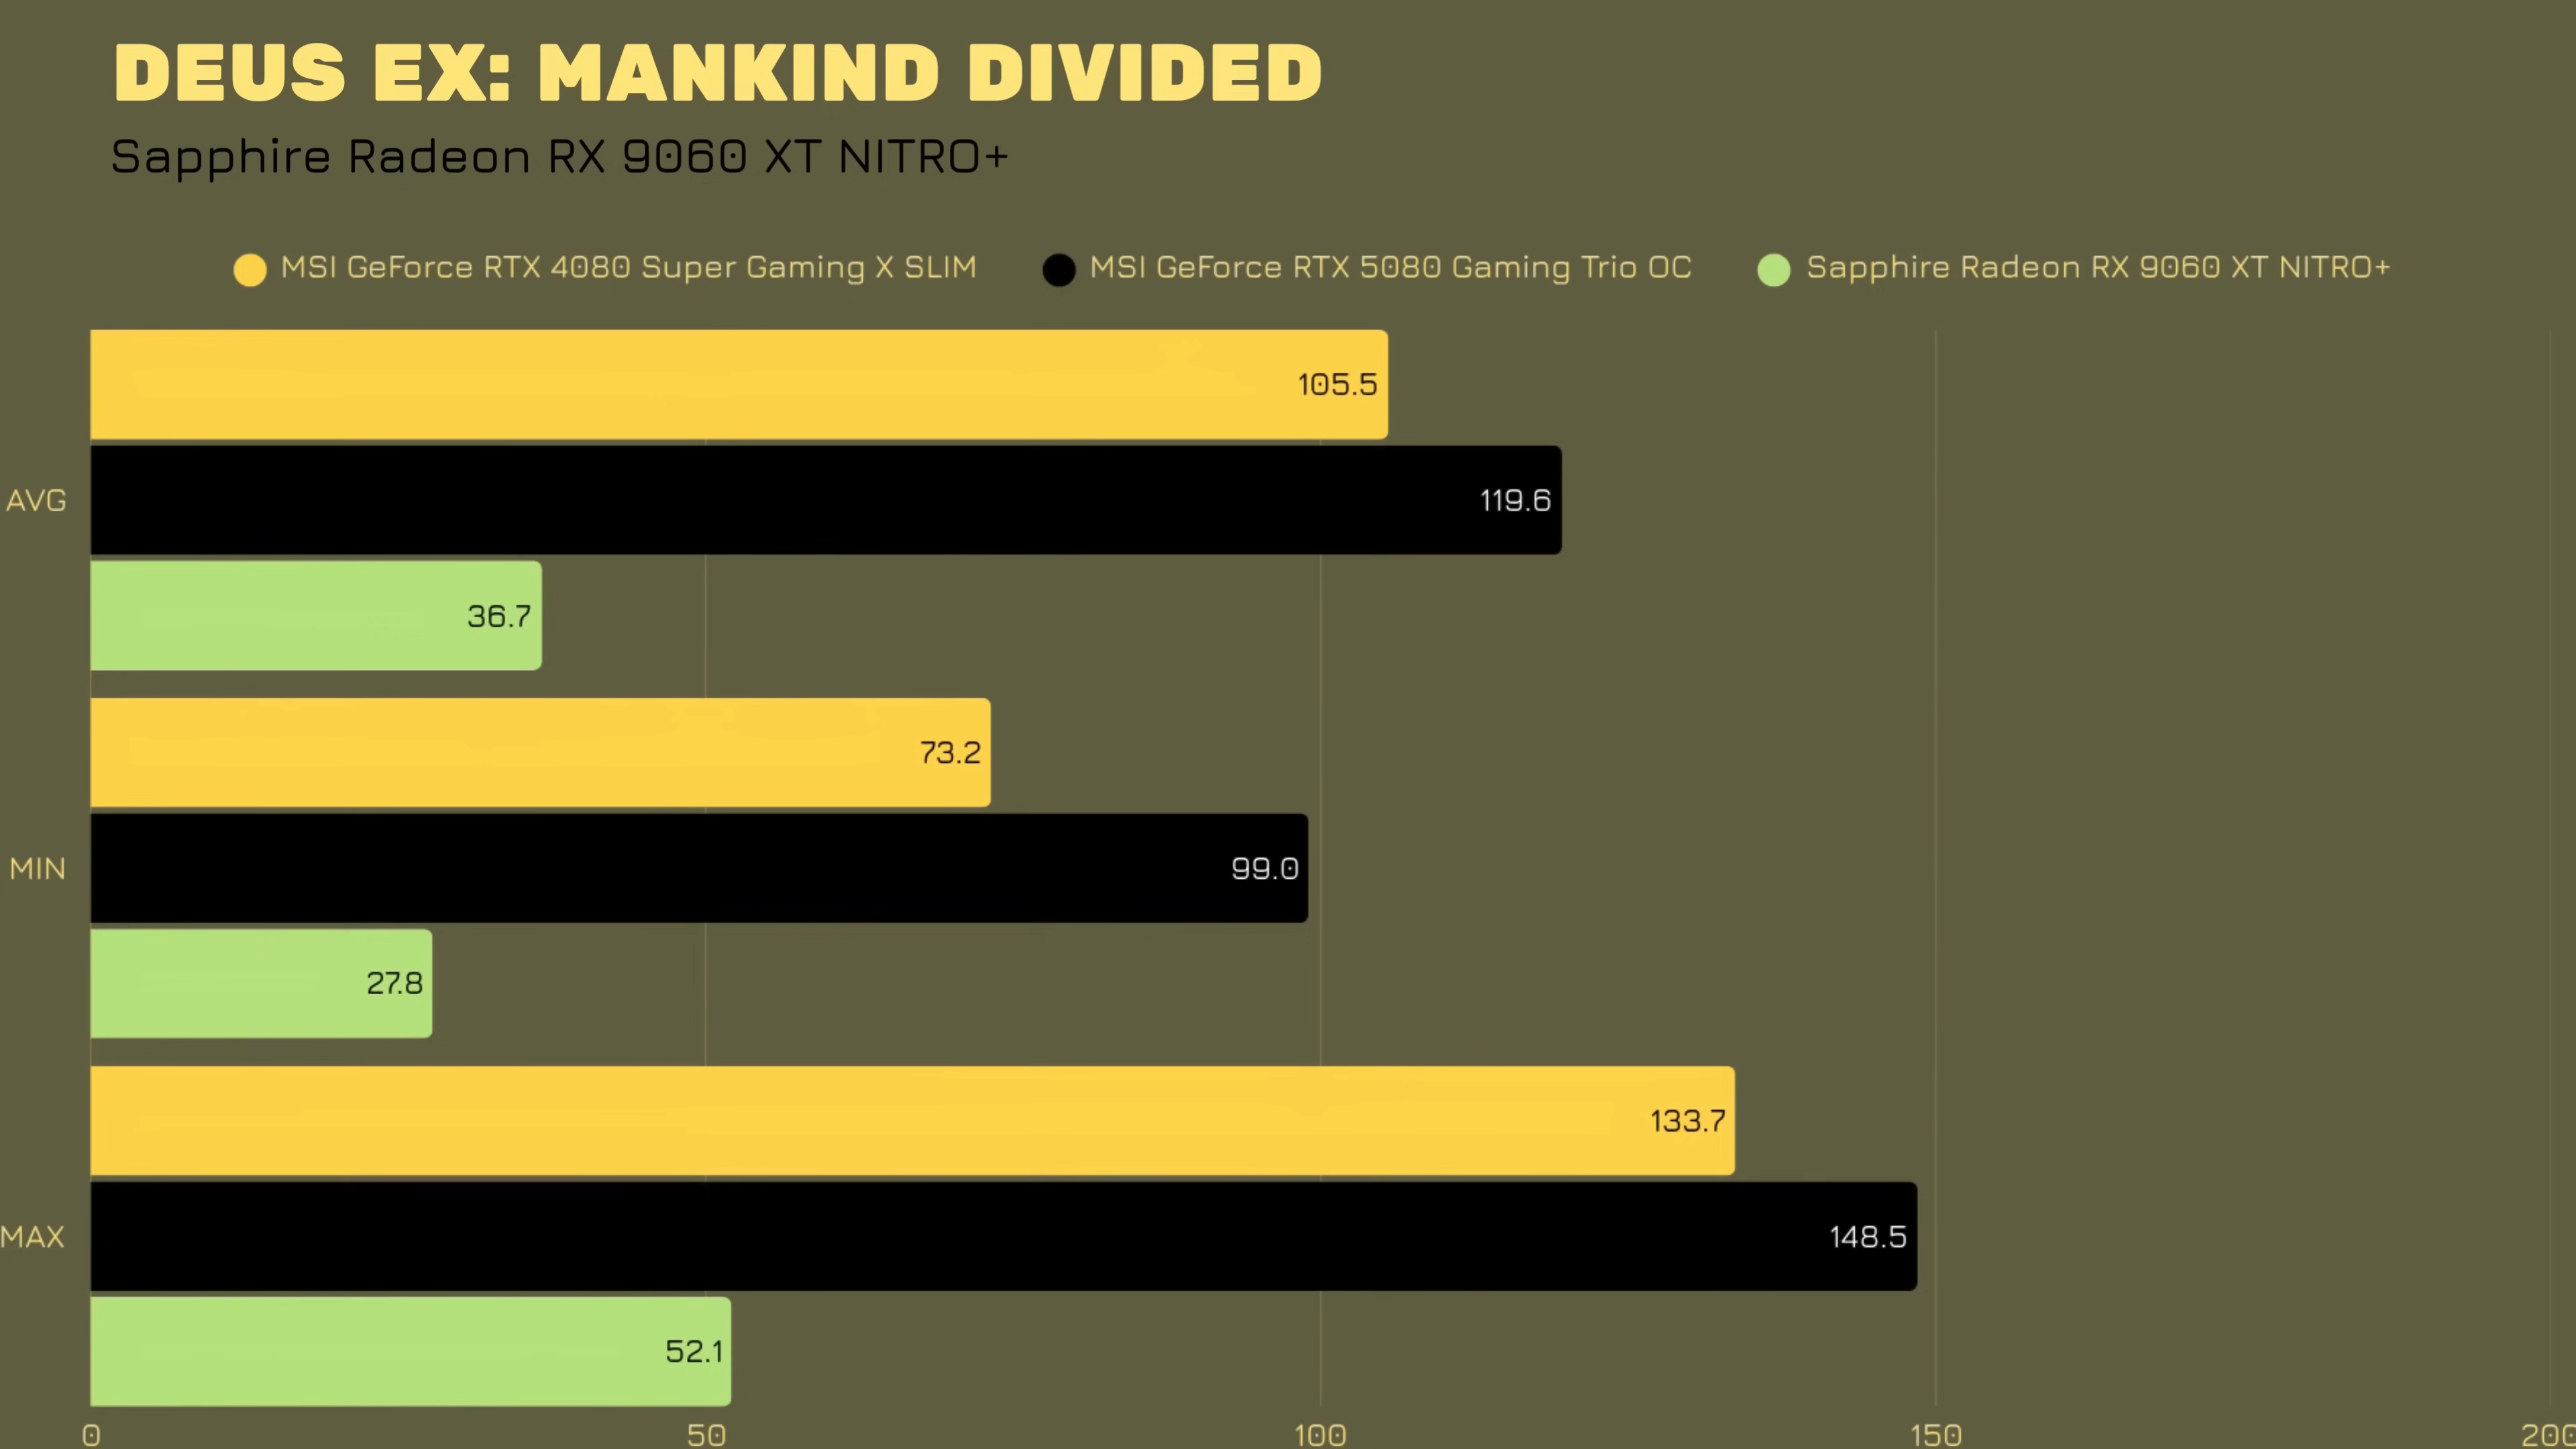 DEUS EX: MANKIND DIVIDED
Sapphire Radeon RX 9060 XT NITRO+
MSI GeForce RTX 4080 Super Gaming X SLIM MSI GeForce RTX 5080 Gaming Trio OC Sapphire Radeon RX 9060 XT NITRO+
105.5
AVG 119.6
36.7
73.2
MIN 99.0
27.8
133.7
MAX 148.5
52.1
0 50 100 150 200